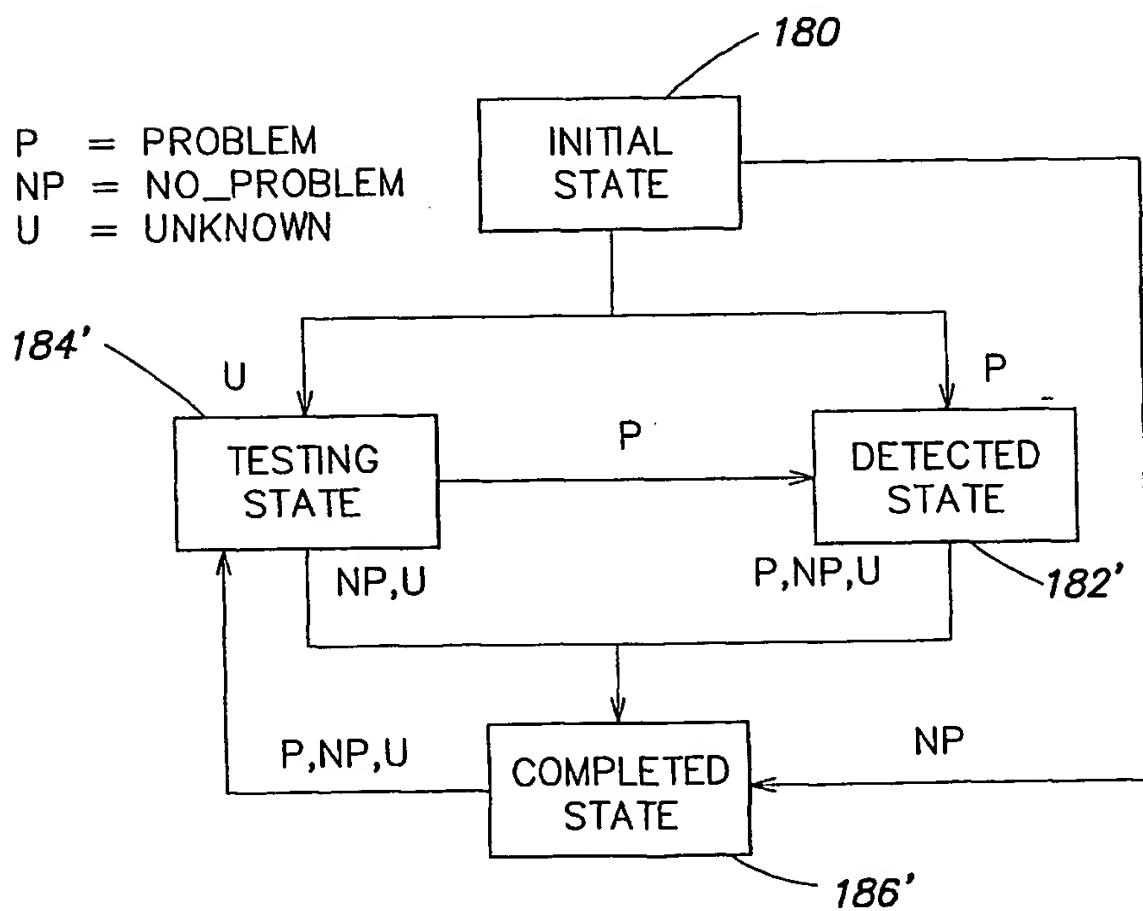 180
INITIAL
STATE
P = PROBLEM
NP = NO_PROBLEM
U = UNKNOWN
184'
U
P
TESTING
STATE
P
DETECTED
STATE
NP,U
P,NP,U
182'
P,NP,U
COMPLETED
STATE
NP
186'